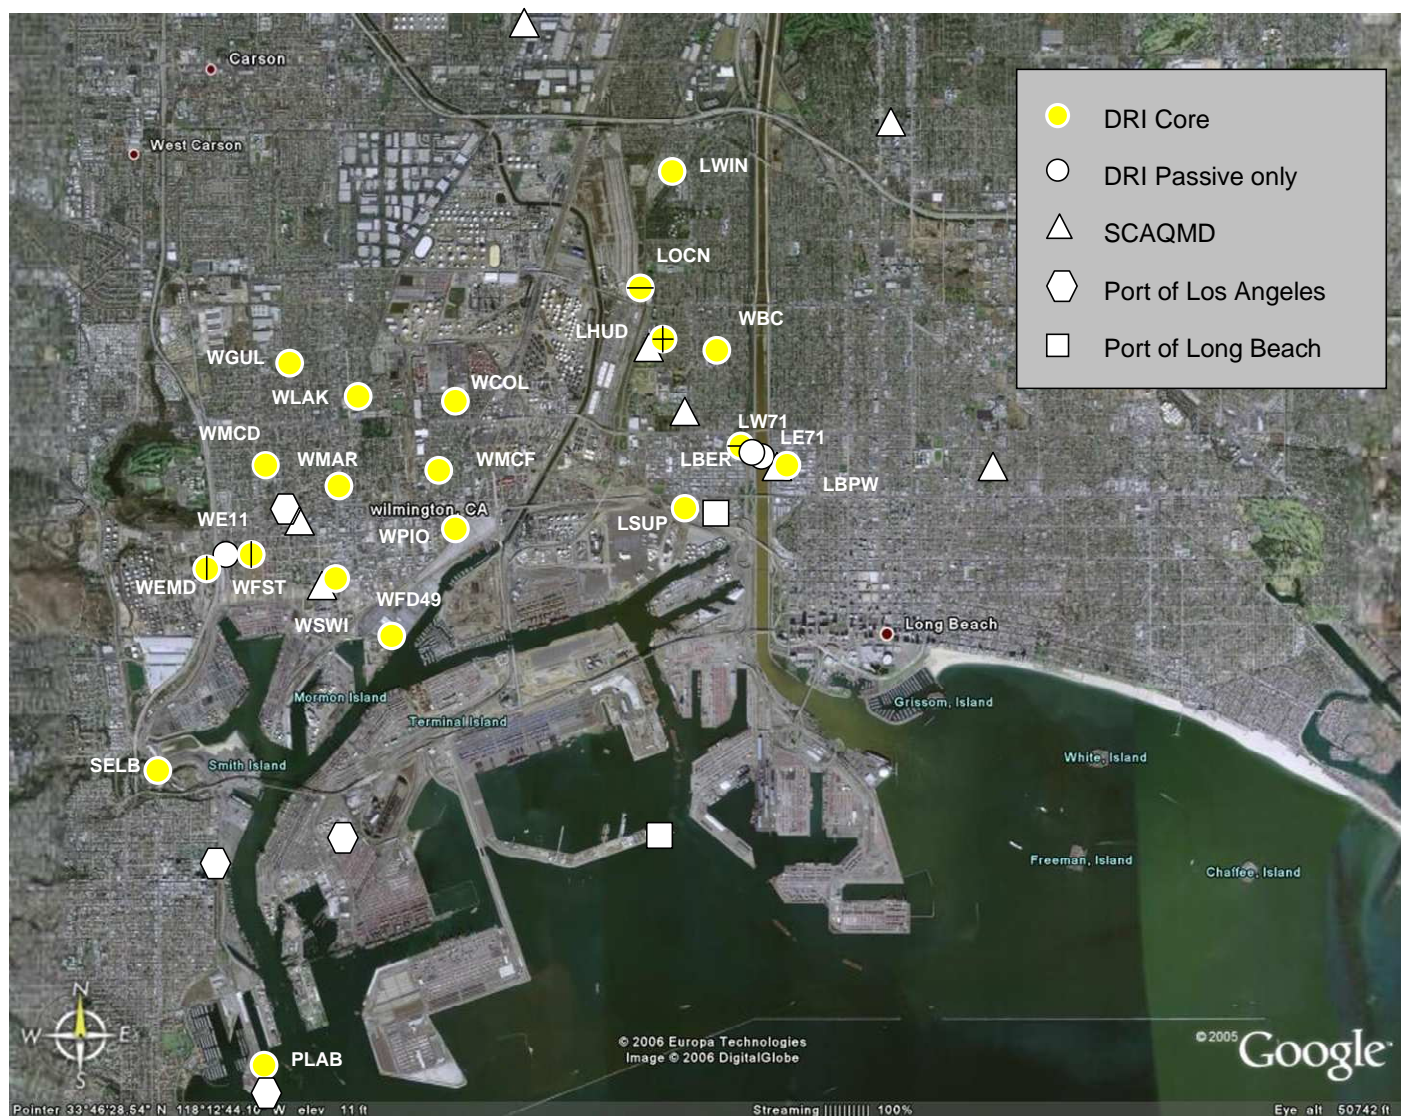 Carson
West Carson
DRI Core
DRI Passive only
SCAQMD
Port of Los Angeles
Port of Long Beach
LWIN
LOCN
LHUD
WBC
WGUL
WLAK
WCOL
WMCD
WMAR
WMCF
LW71
LE71
LBER
LBPW
wilmington, CA
WE11
WPIO
LSUP
WEMD
WFST
WSWI
WFD49
Long Beach
Mormon Island
Terminal Island
Grissom, Island
SELB
Smith Island
White, Island
Freeman, Island
Chaffee, Island
N
W E
S
PLAB
© 2006 Europa Technologies
Image © 2006 DigitalGlobe
© 2005 Google
Pointer 33°46'28.54" N 118°12'44.10" W elev 11 ft
Streaming |||||||||| 100%
Eye alt 50742 ft